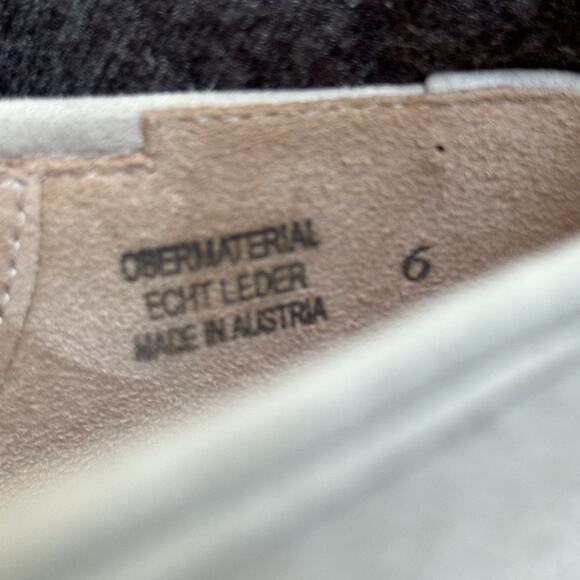 OBERMATERIAL
ECHT LEDER
MADE IN AUSTRIA
6